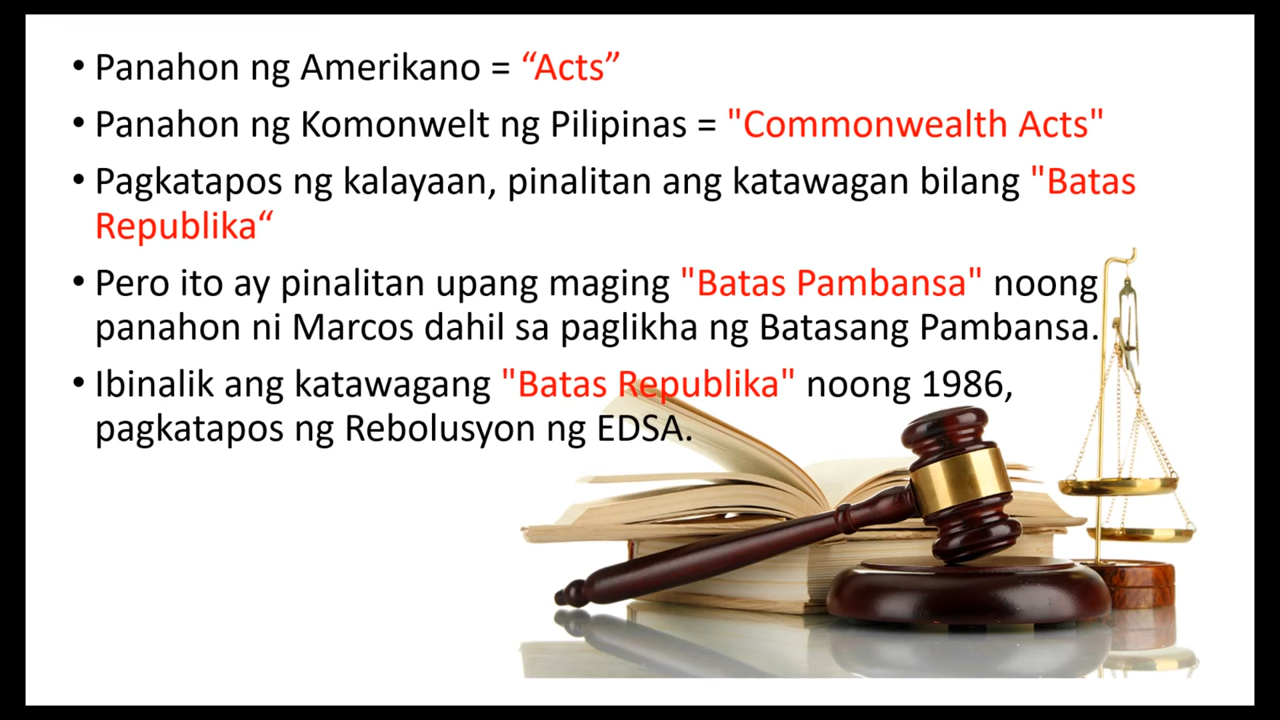 • Panahon ng Amerikano = “Acts”
• Panahon ng Komonwelt ng Pilipinas = "Commonwealth Acts"
• Pagkatapos ng kalayaan, pinalitan ang katawagan bilang "Batas
Republika“
• Pero ito ay pinalitan upang maging "Batas Pambansa" noong
panahon ni Marcos dahil sa paglikha ng Batasang Pambansa.
• Ibinalik ang katawagang "Batas Republika" noong 1986,
pagkatapos ng Rebolusyon ng EDSA.